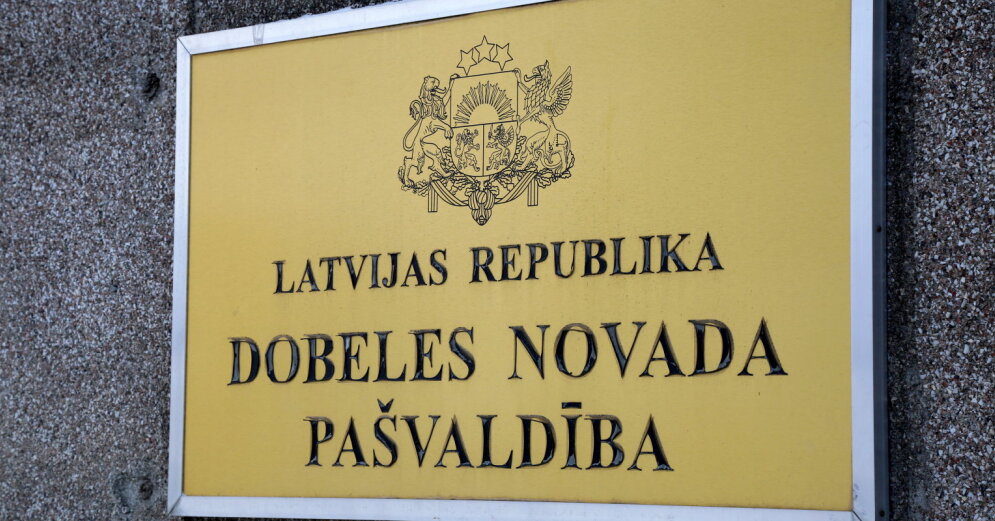 LATVIJAS REPUBLIKA
DOBELES NOVADA
PAŠVALDĪBA